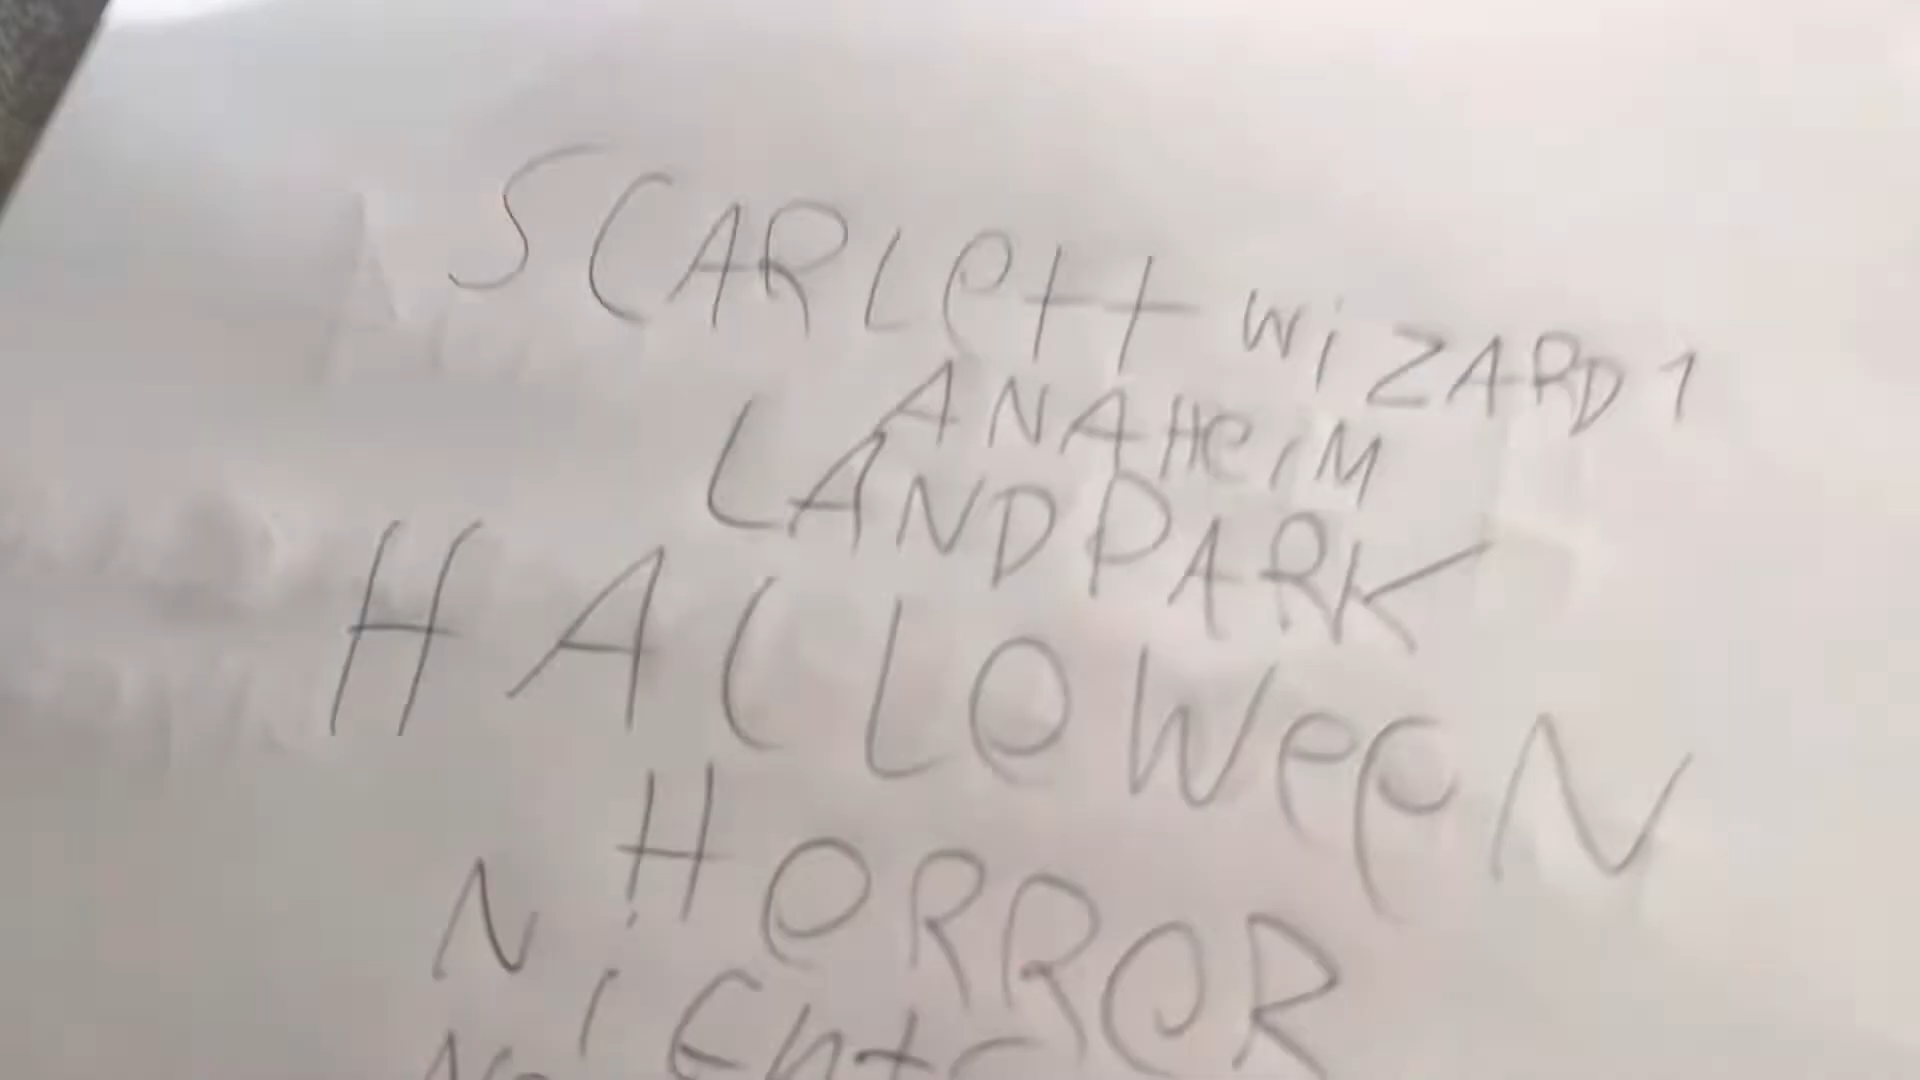 SCARLett WiZARD1
ANAHeiM
LANDPARK
HALLOWeeN
HORROR